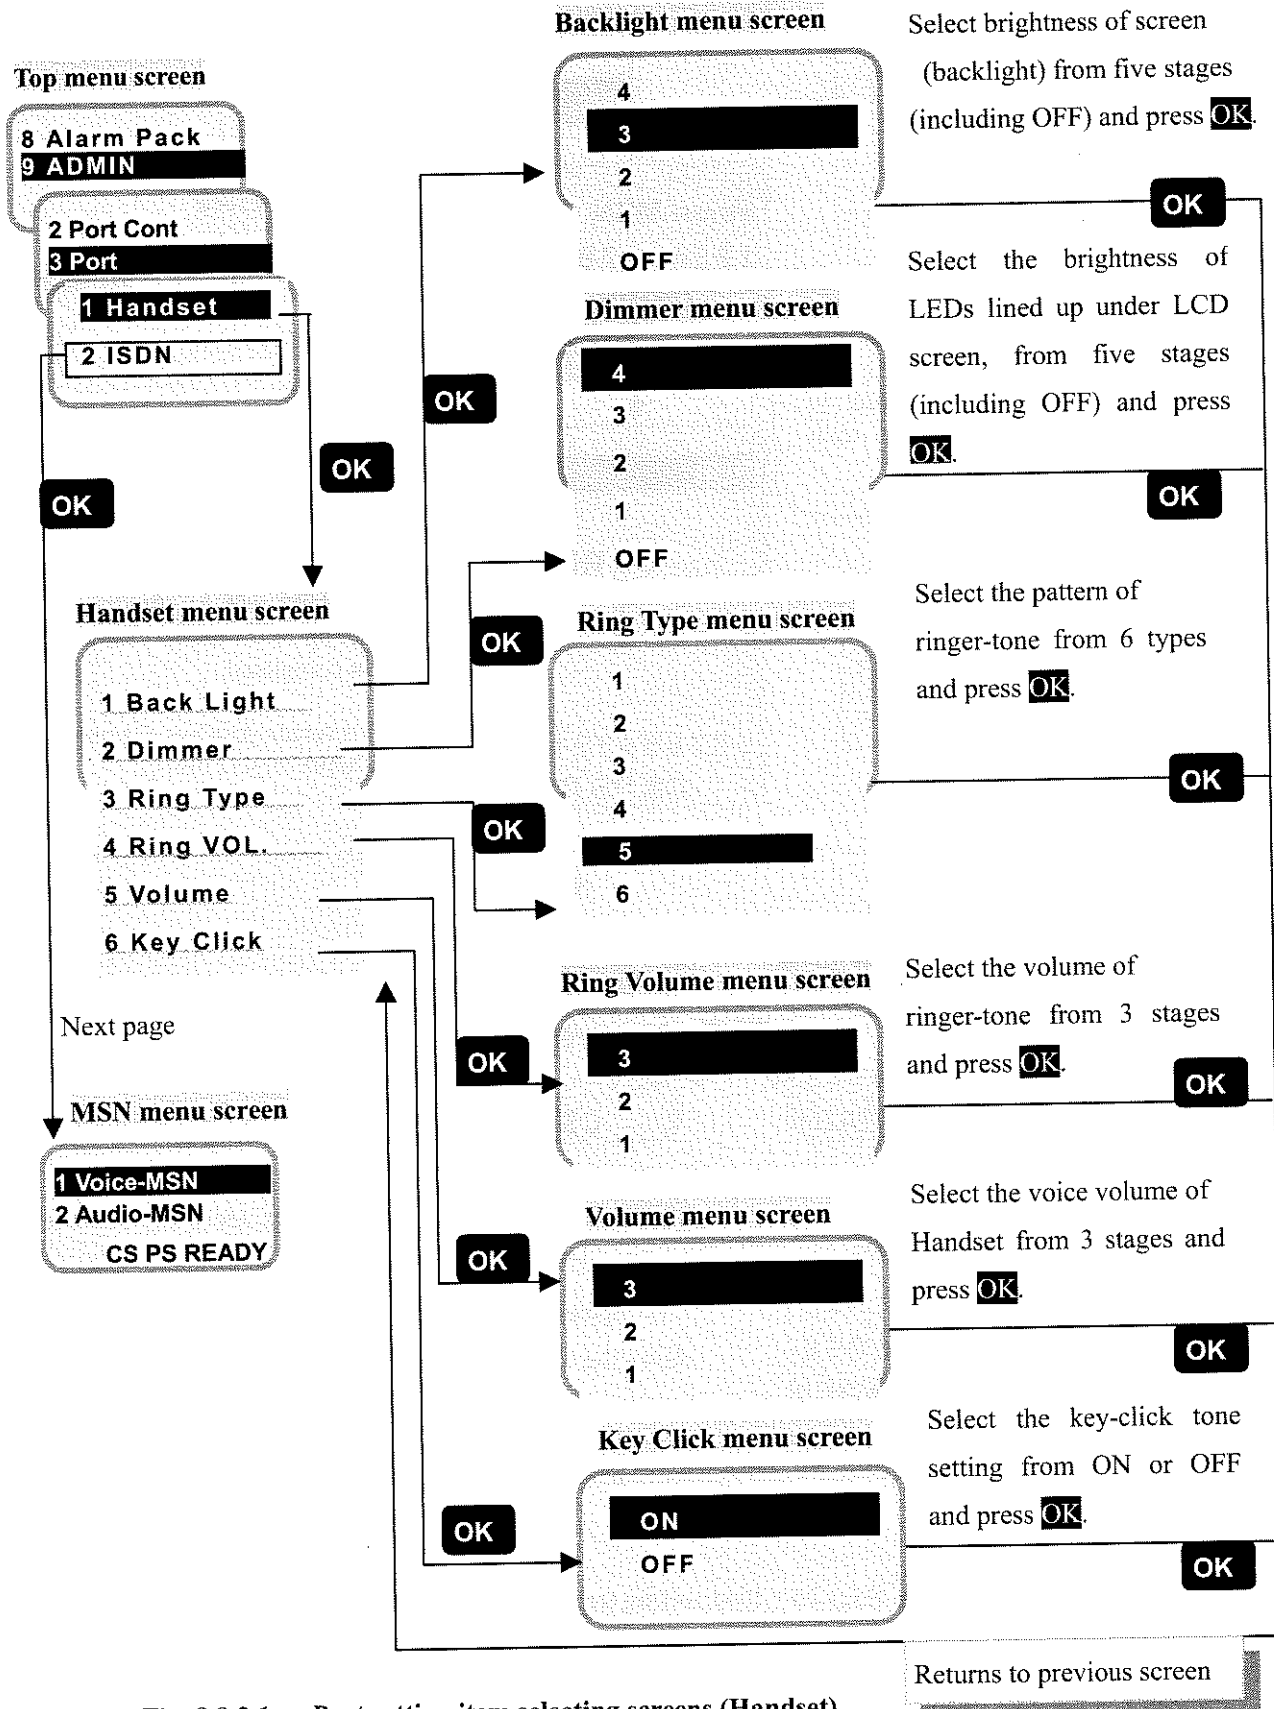 Top menu screen
8 Alarm Pack
9 ADMIN
2 Port Cont
3 Port
1 Handset
2 ISDN
OK
OK
OK
Handset menu screen
1 Back Light
2 Dimmer
3 Ring Type
4 Ring VOL.
5 Volume
6 Key Click
Next page
MSN menu screen
1 Voice-MSN
2 Audio-MSN
CS PS READY
Backlight menu screen
4
3
2
1
OFF
Select brightness of screen
(backlight) from five stages
(including OFF) and press OK.
OK
Dimmer menu screen
4
3
2
1
OFF
Select the brightness of
LEDs lined up under LCD
screen, from five stages
(including OFF) and press
OK.
OK
OK
Ring Type menu screen
1
2
3
4
5
6
Select the pattern of
ringer-tone from 6 types
and press OK.
OK
OK
Ring Volume menu screen
3
2
1
Select the volume of
ringer-tone from 3 stages
and press OK.
OK
OK
Volume menu screen
3
2
1
Select the voice volume of
Handset from 3 stages and
press OK.
OK
OK
Key Click menu screen
ON
OFF
Select the key-click tone
setting from ON or OFF
and press OK.
OK
OK
Returns to previous screen
selecting screens (Handset)